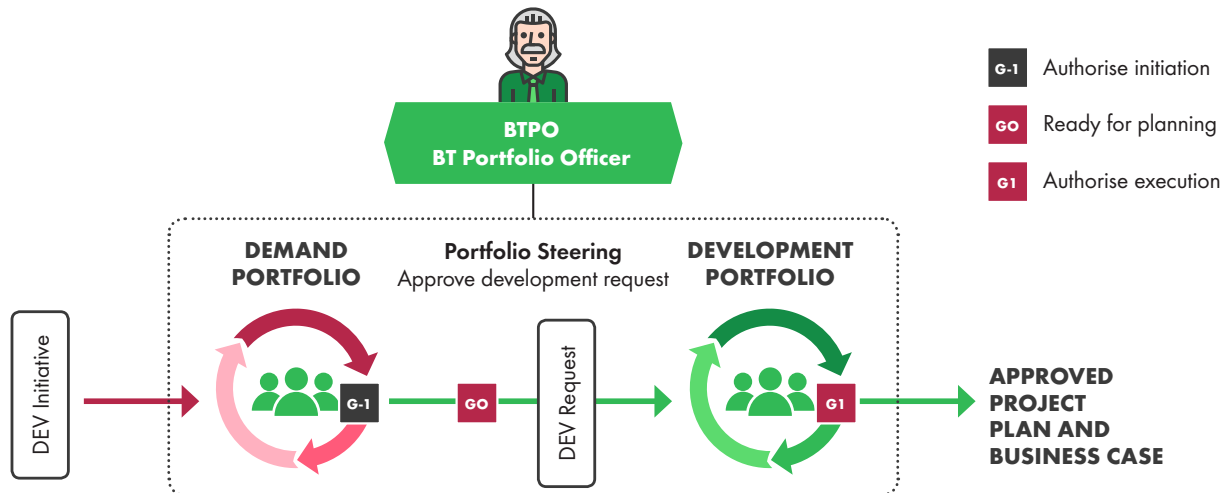 BTPO
BT Portfolio Officer
G-1
Authorise initiation
GO
Ready for planning
G1
Authorise execution
DEMAND
PORTFOLIO
Portfolio Steering
Approve development request
DEVELOPMENT
PORTFOLIO
DEV Initiative
G-1
GO
DEV Request
G1
APPROVED
PROJECT
PLAN AND
BUSINESS CASE